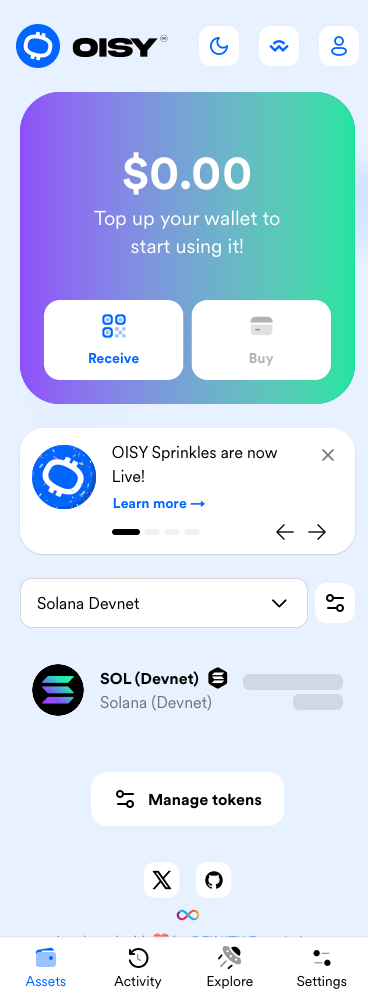 OISY
$0.00
Top up your wallet to
start using it!
Receive
Buy
OISY Sprinkles are now
Live!
Learn more →
Solana Devnet
SOL (Devnet)
Solana (Devnet)
Manage tokens
Assets
Activity
Explore
Settings